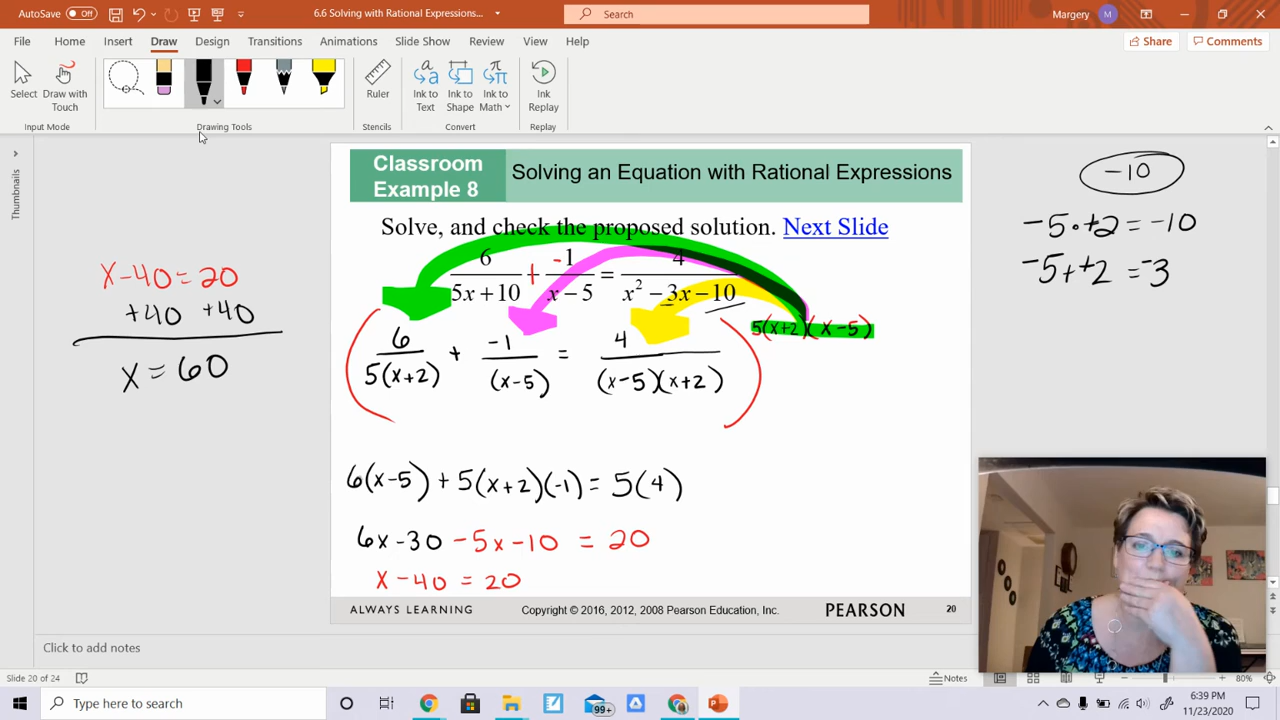 AutoSave Off 6.6 Solving with Rational Expressions... Search Margery M
File Home Insert Draw Design Transitions Animations Slide Show Review View Help Share Comments
Select Draw with Touch Ruler Ink to Text Ink to Shape Ink to Math Ink Replay
Input Mode Drawing Tools Stencils Convert Replay
Thumbnails
Classroom Example 8
Solving an Equation with Rational Expressions
Solve, and check the proposed solution. Next Slide
6 + -1 = 4
5x + 10 x - 5 x² - 3x - 10
5(x+2)(x-5)
6 + -1 = 4
5(x+2) (x-5) (x-5)(x+2)
6(x-5) + 5(x+2)(-1) = 5(4)
6x-30 -5x-10 = 20
x-40 = 20
x-40=20
+40 +40
x = 60
-10
-5·+2=-10
-5++2=-3
ALWAYS LEARNING Copyright © 2016, 2012, 2008 Pearson Education, Inc. PEARSON 20
Click to add notes
Slide 20 of 24 Notes 80%
Type here to search 99+ 6:39 PM
11/23/2020